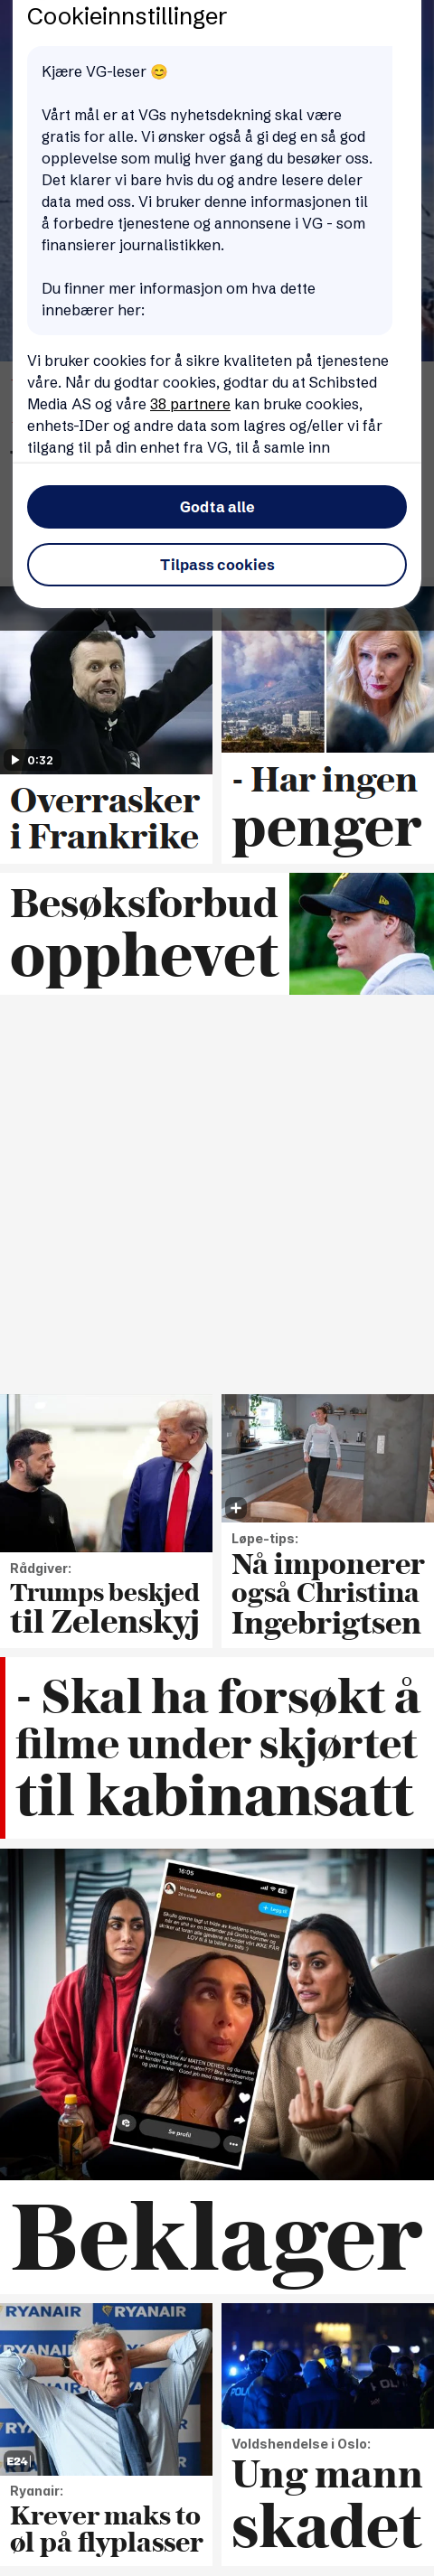 Cookieinnstillinger
Kjære VG-leser 😊
Vårt mål er at VGs nyhetsdekning skal være
gratis for alle. Vi ønsker også å gi deg en så god
opplevelse som mulig hver gang du besøker oss.
Det klarer vi bare hvis du og andre lesere deler
data med oss. Vi bruker denne informasjonen til
å forbedre tjenestene og annonsene i VG - som
finansierer journalistikken.
Du finner mer informasjon om hva dette
innebærer her:
Vi bruker cookies for å sikre kvaliteten på tjenestene
våre. Når du godtar cookies, godtar du at Schibsted
Media AS og våre 38 partnere kan bruke cookies,
enhets-IDer og andre data som lagres og/eller vi får
tilgang til på din enhet fra VG, til å samle inn
Godta alle
Tilpass cookies
0:32
Overrasker
i Frankrike
- Har ingen
penger
Besøksforbud
opphevet
Rådgiver:
Trumps beskjed
til Zelenskyj
Løpe-tips:
Nå imponerer
også Christina
Ingebrigtsen
- Skal ha forsøkt å
filme under skjørtet
til kabinansatt
16:05
Se profil
Beklager
RYANAIR
RYANAIR
E24
Ryanair:
Krever maks to
øl på flyplasser
Voldshendelse i Oslo:
Ung mann
skadet